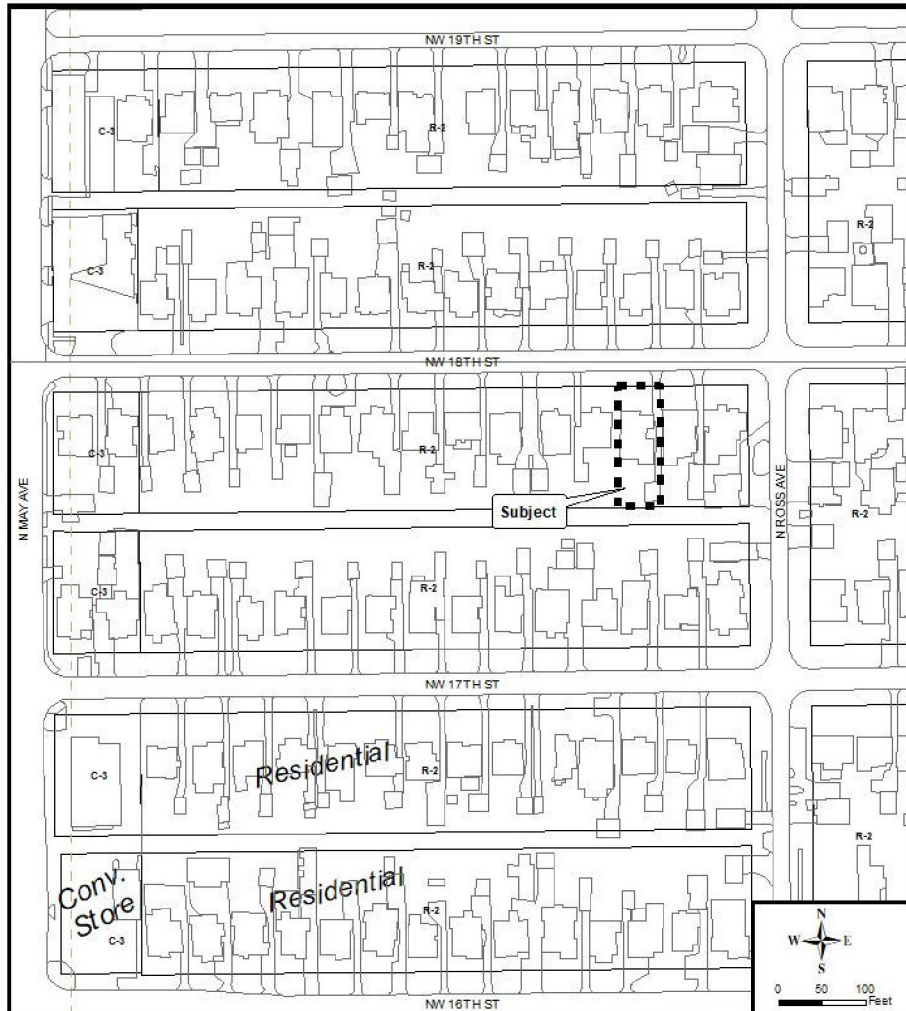 NW 19TH ST
C-3
R-2
R-2
C-3
R-2
NW 18TH ST
C-3
R-2
Subject
N MAY AVE
N ROSS AVE
R-2
C-3
R-2
NW 17TH ST
Residential
C-3
R-2
R-2
Residential
Conv.
Store
R-2
C-3
N
W
E
S
0 50 100
Feet
NW 16TH ST